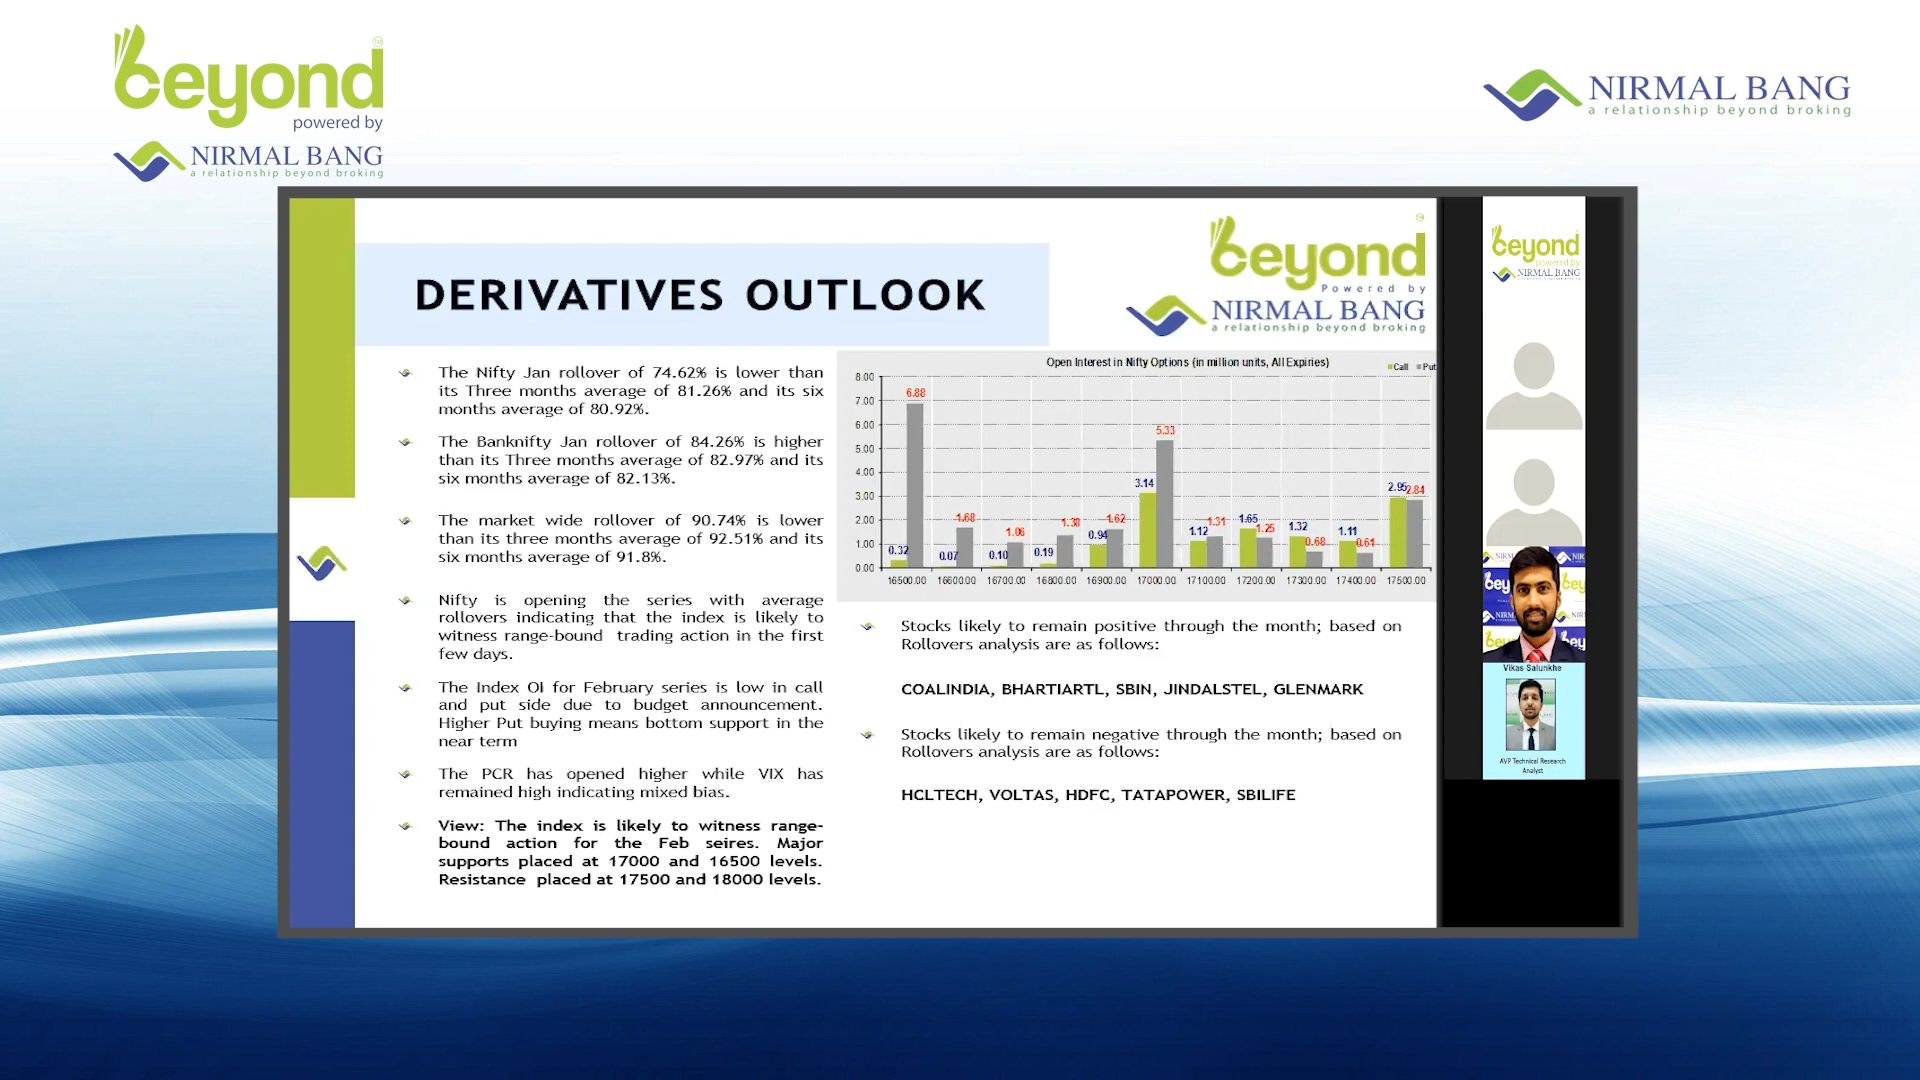 beyond
powered by
NIRMAL BANG
a relationship beyond broking
NIRMAL BANG
a relationship beyond broking
DERIVATIVES OUTLOOK
beyond
Powered by
NIRMAL BANG
a relationship beyond broking
The Nifty Jan rollover of 74.62% is lower than
its Three months average of 81.26% and its six
months average of 80.92%.
The Banknifty Jan rollover of 84.26% is higher
than its Three months average of 82.97% and its
six months average of 82.13%.
The market wide rollover of 90.74% is lower
than its three months average of 92.51% and its
six months average of 91.8%.
Nifty is opening the series with average
rollovers indicating that the index is likely to
witness range-bound trading action in the first
few days.
The Index OI for February series is low in call
and put side due to budget announcement.
Higher Put buying means bottom support in the
near term
The PCR has opened higher while VIX has
remained high indicating mixed bias.
View: The index is likely to witness range-
bound action for the Feb seires. Major
supports placed at 17000 and 16500 levels.
Resistance placed at 17500 and 18000 levels.
Open Interest in Nifty Options (in million units, All Expiries)
Call Put
8.00
7.00
6.00
5.00
4.00
3.00
2.00
1.00
0.00
0.32 6.88
0.07 1.68
0.10 1.06
0.19 1.38
0.94 1.62
3.14 5.33
1.12 1.31
1.65 1.25
1.32 0.68
1.11 0.61
2.95 2.84
16500.00 16600.00 16700.00 16800.00 16900.00 17000.00 17100.00 17200.00 17300.00 17400.00 17500.00
Stocks likely to remain positive through the month; based on
Rollovers analysis are as follows:
COALINDIA, BHARTIARTL, SBIN, JINDALSTEL, GLENMARK
Stocks likely to remain negative through the month; based on
Rollovers analysis are as follows:
HCLTECH, VOLTAS, HDFC, TATAPOWER, SBILIFE
beyond
powered by
NIRMAL BANG
Vikas Salunkhe
AVP Technical Research
Analyst